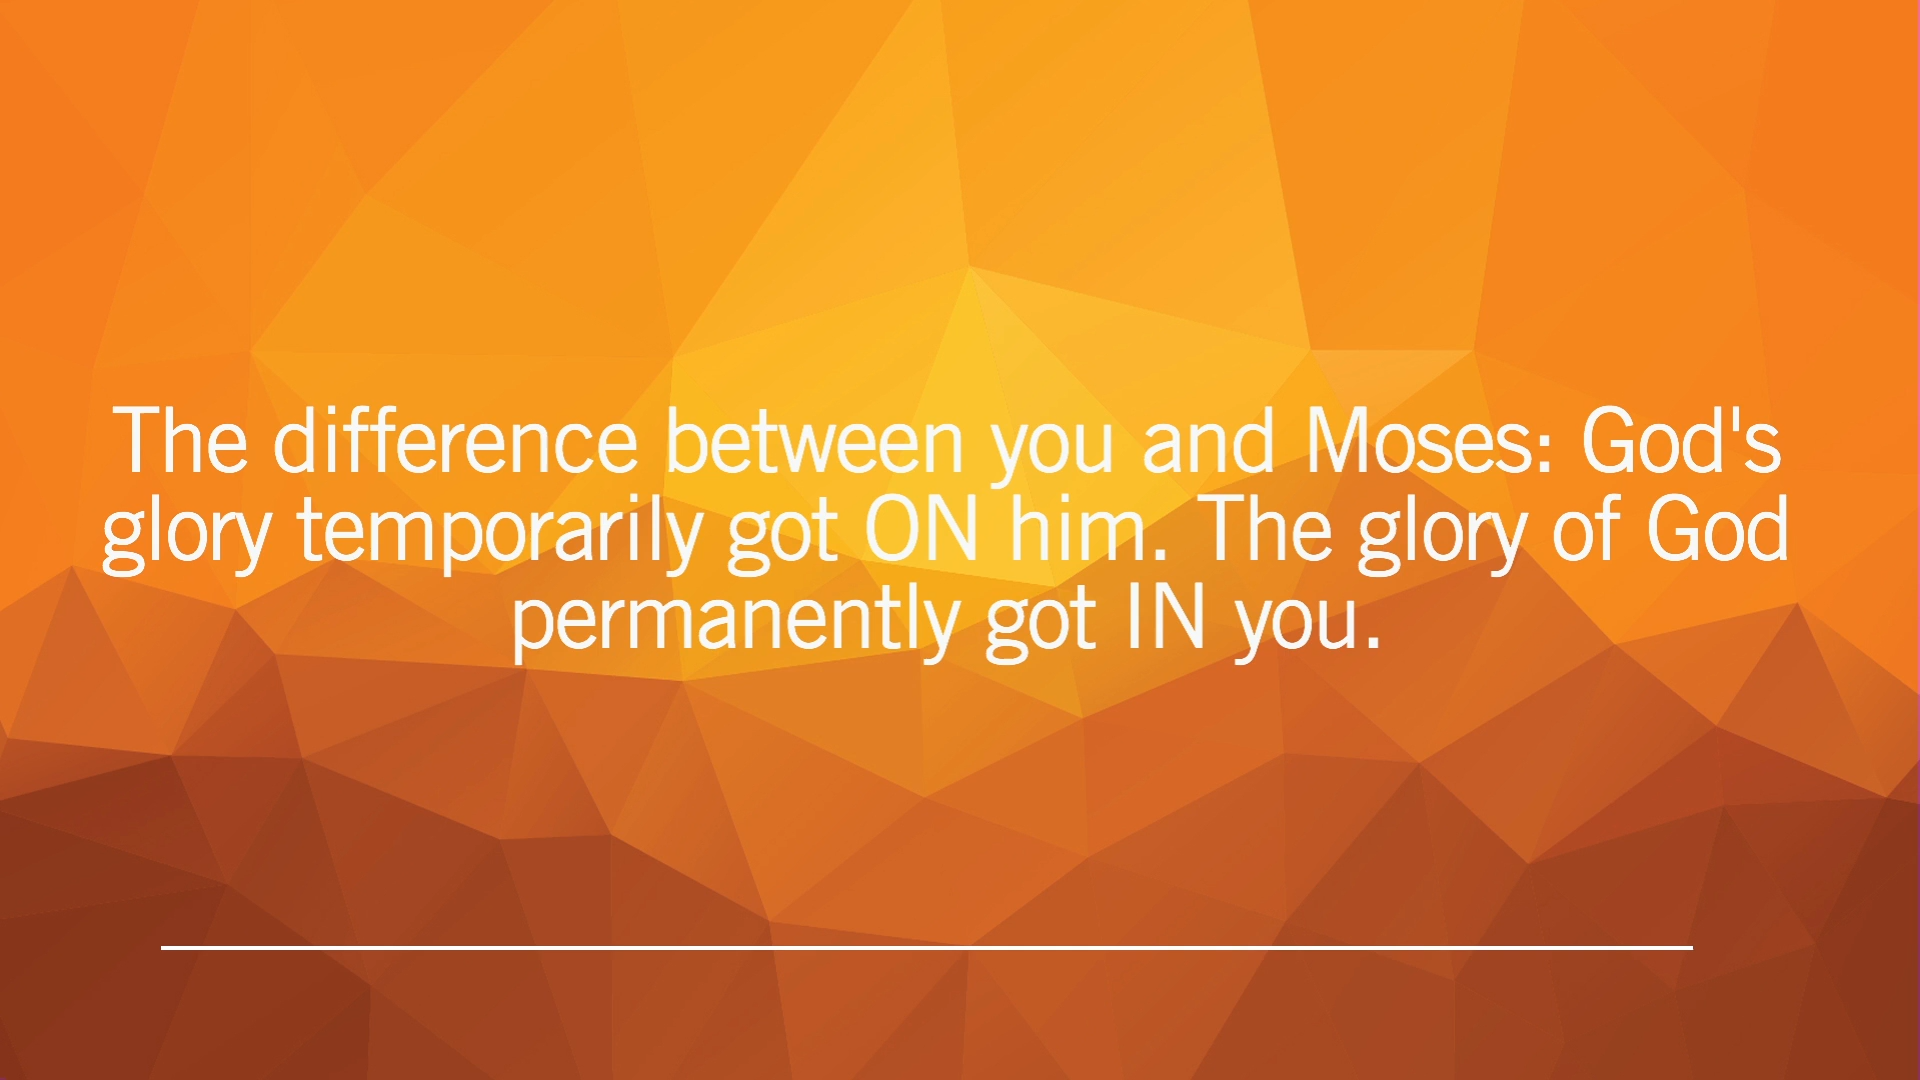 The difference between you and Moses: God's
glory temporarily got ON him. The glory of God
permanently got IN you.